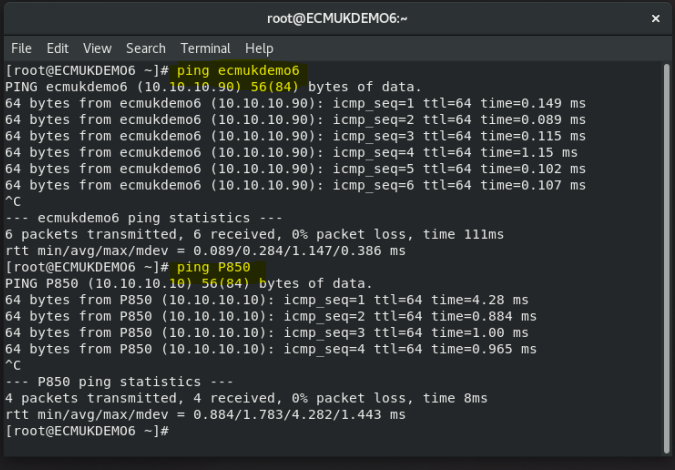 root@ECMUKDEMO6:~
×
File Edit View Search Terminal Help
[root@ECMUKDEMO6 ~]# ping ecmukdemo6
PING ecmukdemo6 (10.10.10.90) 56(84) bytes of data.
64 bytes from ecmukdemo6 (10.10.10.90): icmp_seq=1 ttl=64 time=0.149 ms
64 bytes from ecmukdemo6 (10.10.10.90): icmp_seq=2 ttl=64 time=0.089 ms
64 bytes from ecmukdemo6 (10.10.10.90): icmp_seq=3 ttl=64 time=0.115 ms
64 bytes from ecmukdemo6 (10.10.10.90): icmp_seq=4 ttl=64 time=1.15 ms
64 bytes from ecmukdemo6 (10.10.10.90): icmp_seq=5 ttl=64 time=0.102 ms
64 bytes from ecmukdemo6 (10.10.10.90): icmp_seq=6 ttl=64 time=0.107 ms
^C
--- ecmukdemo6 ping statistics ---
6 packets transmitted, 6 received, 0% packet loss, time 111ms
rtt min/avg/max/mdev = 0.089/0.284/1.147/0.386 ms
[root@ECMUKDEMO6 ~]# ping P850
PING P850 (10.10.10.10) 56(84) bytes of data.
64 bytes from P850 (10.10.10.10): icmp_seq=1 ttl=64 time=4.28 ms
64 bytes from P850 (10.10.10.10): icmp_seq=2 ttl=64 time=0.884 ms
64 bytes from P850 (10.10.10.10): icmp_seq=3 ttl=64 time=1.00 ms
64 bytes from P850 (10.10.10.10): icmp_seq=4 ttl=64 time=0.965 ms
^C
--- P850 ping statistics ---
4 packets transmitted, 4 received, 0% packet loss, time 8ms
rtt min/avg/max/mdev = 0.884/1.783/4.282/1.443 ms
[root@ECMUKDEMO6 ~]#